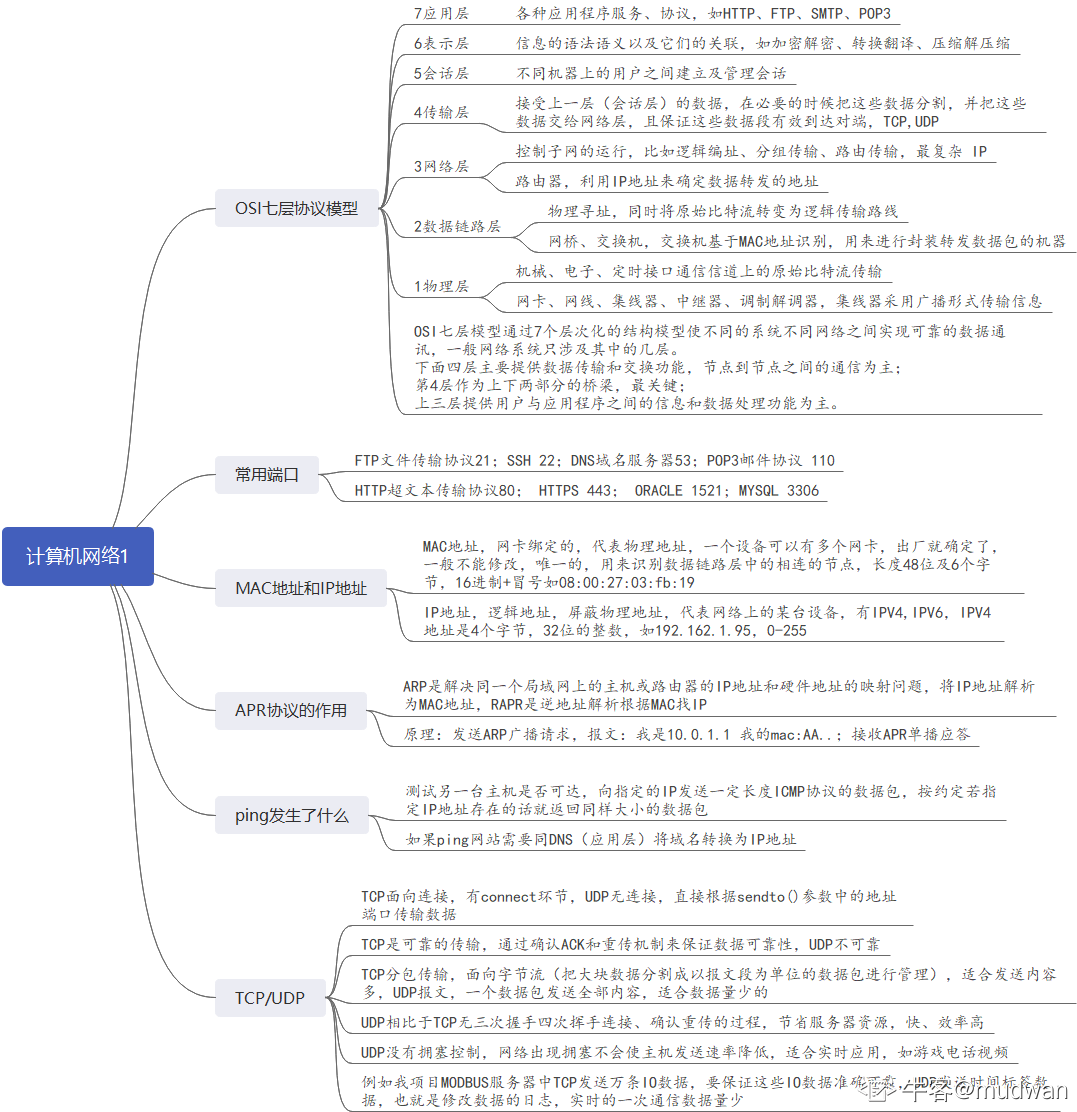 计算机网络1
OSI七层协议模型
7应用层
各种应用程序服务、协议，如HTTP、FTP、SMTP、POP3
6表示层
信息的语法语义以及它们的关联，如加密解密、转换翻译、压缩解压缩
5会话层
不同机器上的用户之间建立及管理会话
4传输层
接受上一层（会话层）的数据，在必要的时候把这些数据分割，并把这些
数据交给网络层，且保证这些数据段有效到达对端，TCP,UDP
3网络层
控制子网的运行，比如逻辑编址、分组传输、路由传输，最复杂 IP
路由器，利用IP地址来确定数据转发的地址
2数据链路层
物理寻址，同时将原始比特流转变为逻辑传输路线
网桥、交换机，交换机基于MAC地址识别，用来进行封装转发数据包的机器
1物理层
机械、电子、定时接口通信信道上的原始比特流传输
网卡、网线、集线器、中继器、调制解调器，集线器采用广播形式传输信息
OSI七层模型通过7个层次化的结构模型使不同的系统不同网络之间实现可靠的数据通
讯，一般网络系统只涉及其中的几层。
下面四层主要提供数据传输和交换功能，节点到节点之间的通信为主；
第4层作为上下两部分的桥梁，最关键；
上三层提供用户与应用程序之间的信息和数据处理功能为主。
常用端口
FTP文件传输协议21；SSH 22；DNS域名服务器53；POP3邮件协议 110
HTTP超文本传输协议80； HTTPS 443； ORACLE 1521；MYSQL 3306
MAC地址和IP地址
MAC地址，网卡绑定的，代表物理地址，一个设备可以有多个网卡，出厂就确定了，
一般不能修改，唯一的，用来识别数据链路层中的相连的节点，长度48位及6个字
节，16进制+冒号如08:00:27:03:fb:19
IP地址，逻辑地址，屏蔽物理地址，代表网络上的某台设备，有IPV4,IPV6，IPV4
地址是4个字节，32位的整数，如192.162.1.95，0-255
APR协议的作用
ARP是解决同一个局域网上的主机或路由器的IP地址和硬件地址的映射问题，将IP地址解析
为MAC地址，RAPR是逆地址解析根据MAC找IP
原理：发送ARP广播请求，报文：我是10.0.1.1 我的mac:AA..；接收APR单播应答
ping发生了什么
测试另一台主机是否可达，向指定的IP发送一定长度ICMP协议的数据包，按约定若指
定IP地址存在的话就返回同样大小的数据包
如果ping网站需要同DNS（应用层）将域名转换为IP地址
TCP/UDP
TCP面向连接，有connect环节，UDP无连接，直接根据sendto()参数中的地址
端口传输数据
TCP是可靠的传输，通过确认ACK和重传机制来保证数据可靠性，UDP不可靠
TCP分包传输，面向字节流（把大块数据分割成以报文段为单位的数据包进行管理），适合发送内容
多，UDP报文，一个数据包发送全部内容，适合数据量少的
UDP相比于TCP无三次握手四次挥手连接、确认重传的过程，节省服务器资源，快、效率高
UDP没有拥塞控制，网络出现拥塞不会使主机发送速率降低，适合实时应用，如游戏电话视频
例如我项目MODBUS服务器中TCP发送万条IO数据，要保证这些IO数据准确可靠，UDP发送时间标签数
据，也就是修改数据的日志，实时的一次通信数据量少
牛客@mudwan